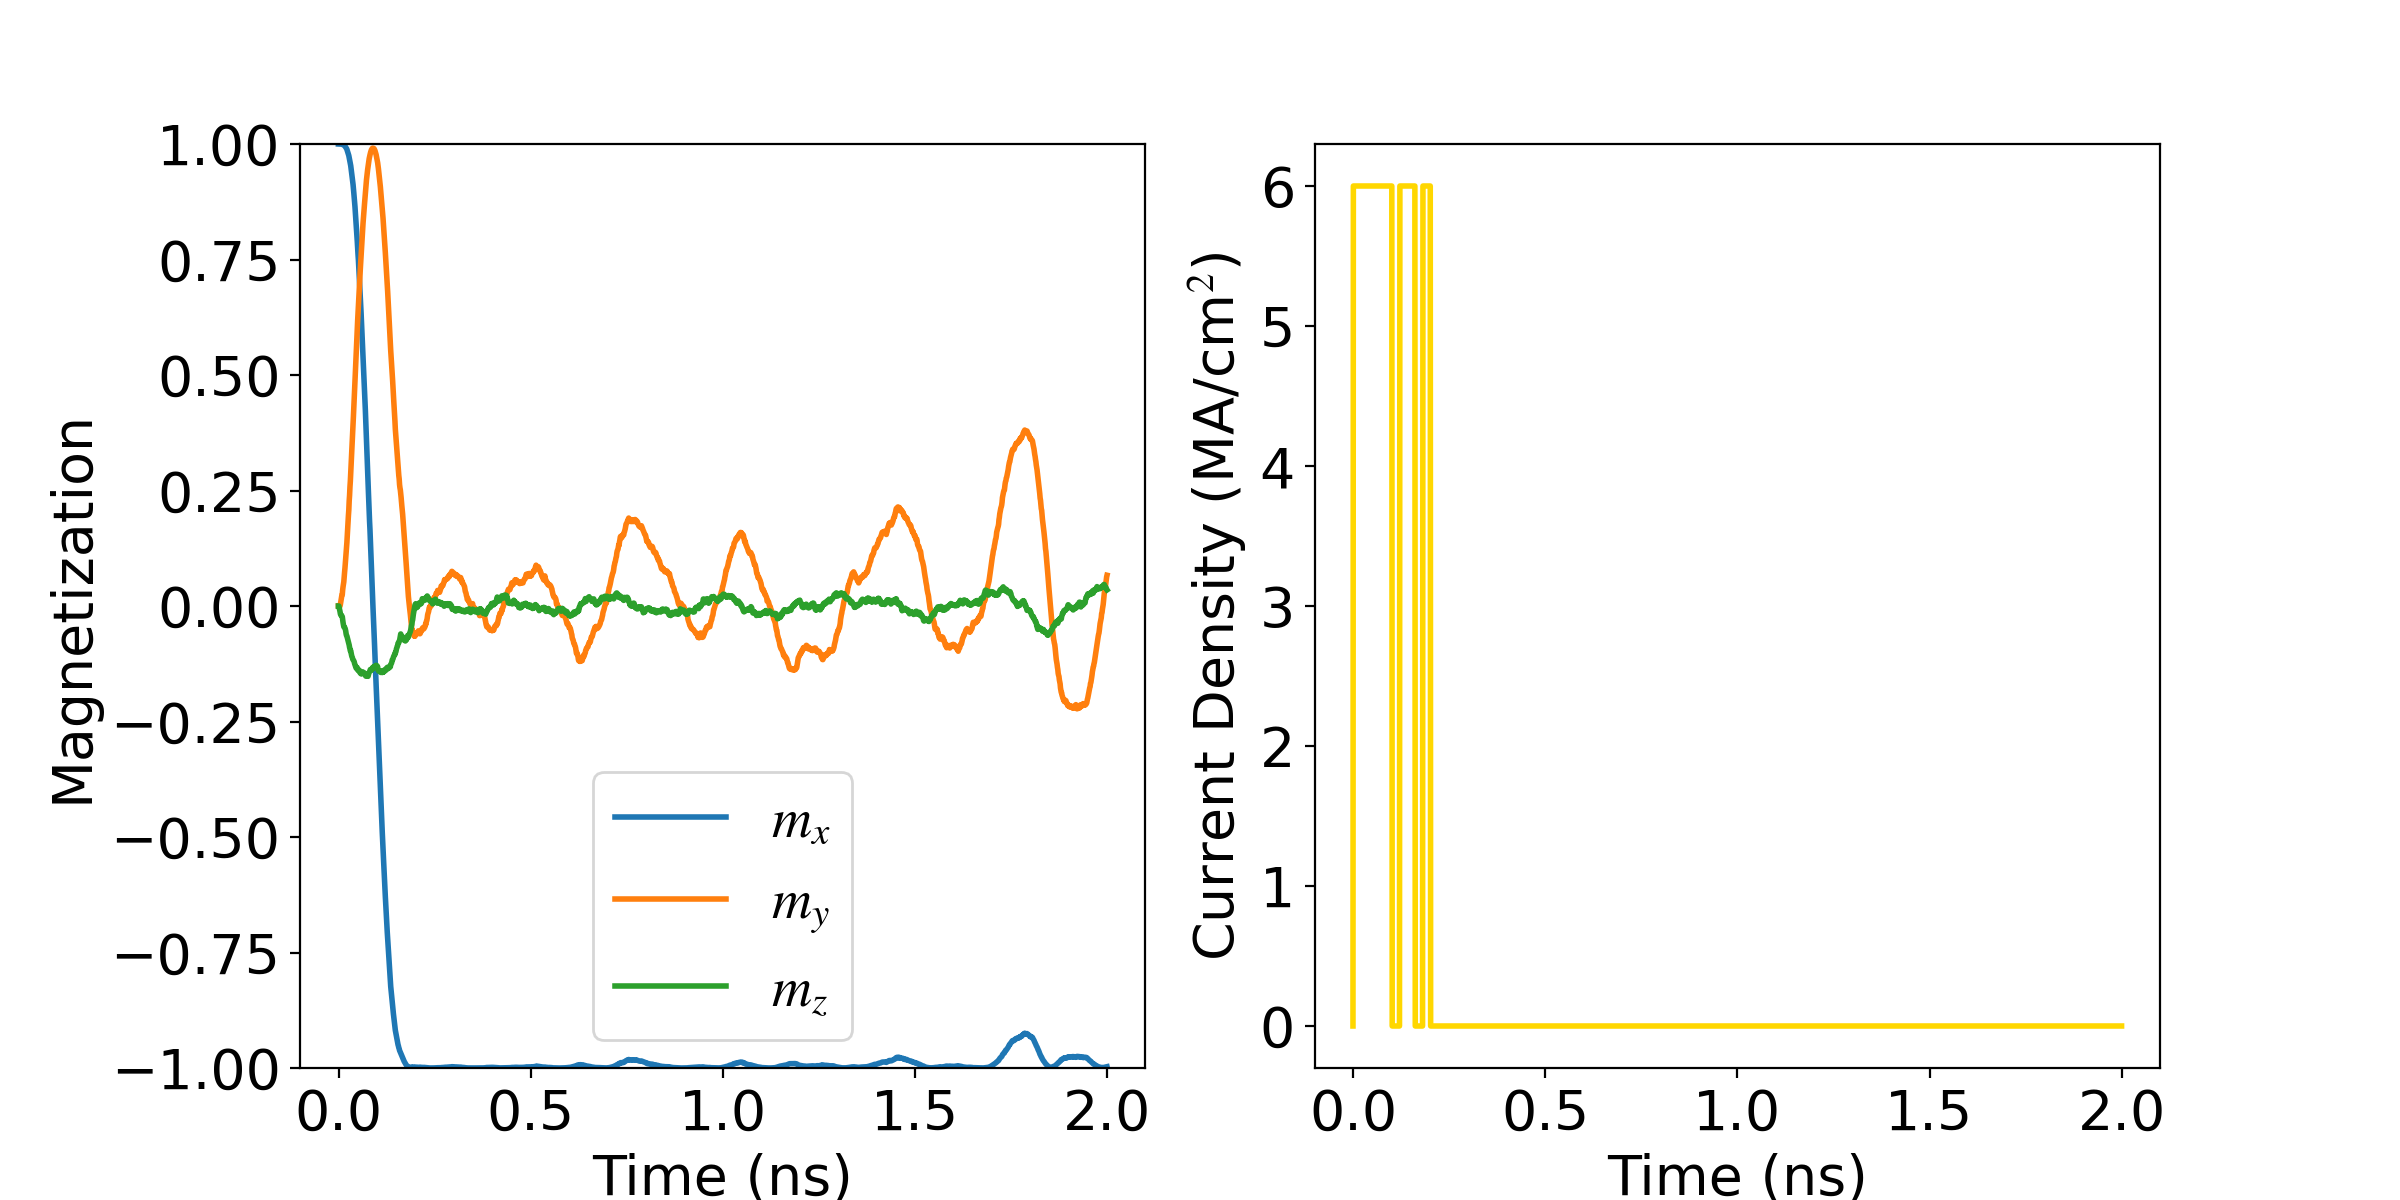 1.00
0.75
0.50
0.25
0.00
−0.25
−0.50
−0.75
−1.00
Magnetization
0.0 0.5 1.0 1.5 2.0
Time (ns)
m_x
m_y
m_z
6
5
4
3
2
1
0
Current Density (MA/cm²)
0.0 0.5 1.0 1.5 2.0
Time (ns)